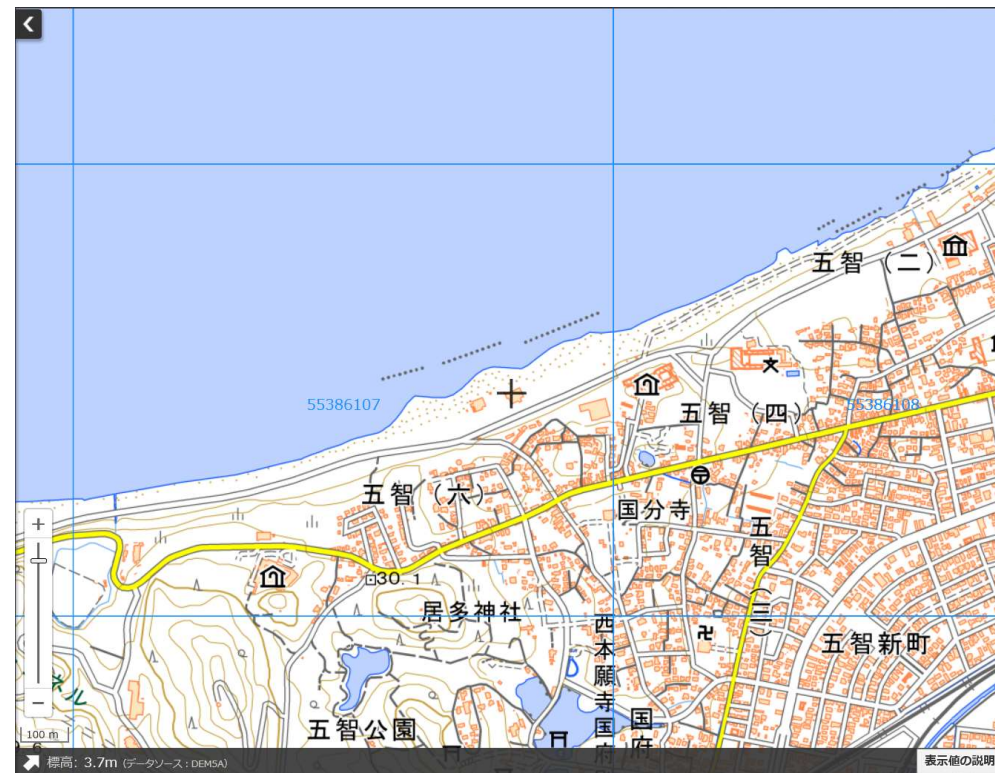 五智（二）
55386107
五智（四）
55386108
五智（六）
国分寺
五智（三）
30.1
居多神社
西本願寺国府
五智新町
五智公園
国府
+
−
100 m
標高: 3.7m (データソース：DEM5A)
表示値の説明